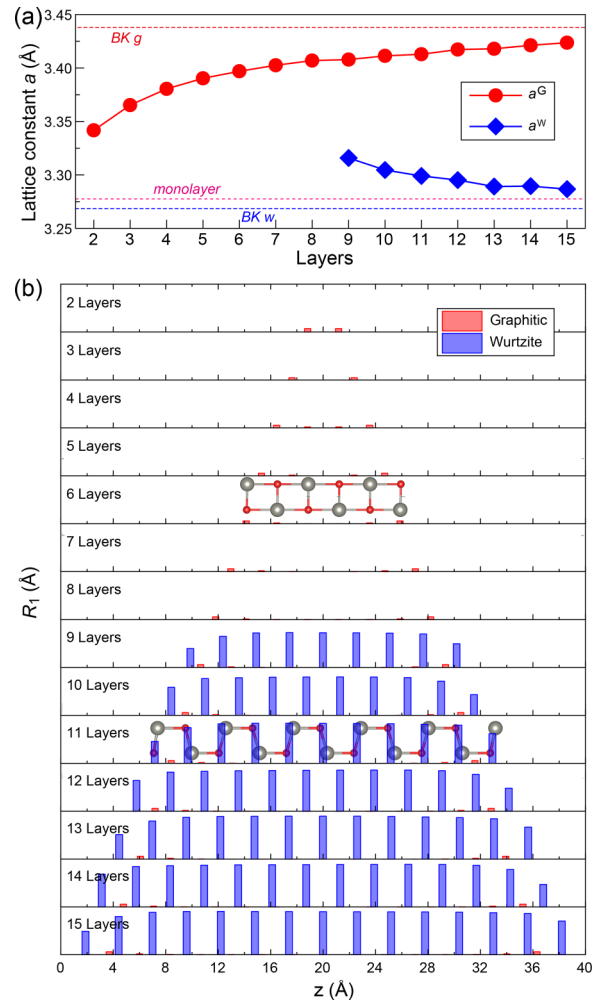 (a)
Lattice constant a (Å)
3.45
3.40
3.35
3.30
3.25
BK g
a^G
a^W
monolayer
BK w
2 3 4 5 6 7 8 9 10 11 12 13 14 15
Layers
(b)
R₁ (Å)
Graphitic
Wurtzite
2 Layers
3 Layers
4 Layers
5 Layers
6 Layers
7 Layers
8 Layers
9 Layers
10 Layers
11 Layers
12 Layers
13 Layers
14 Layers
15 Layers
0 4 8 12 16 20 24 28 32 36 40
z (Å)